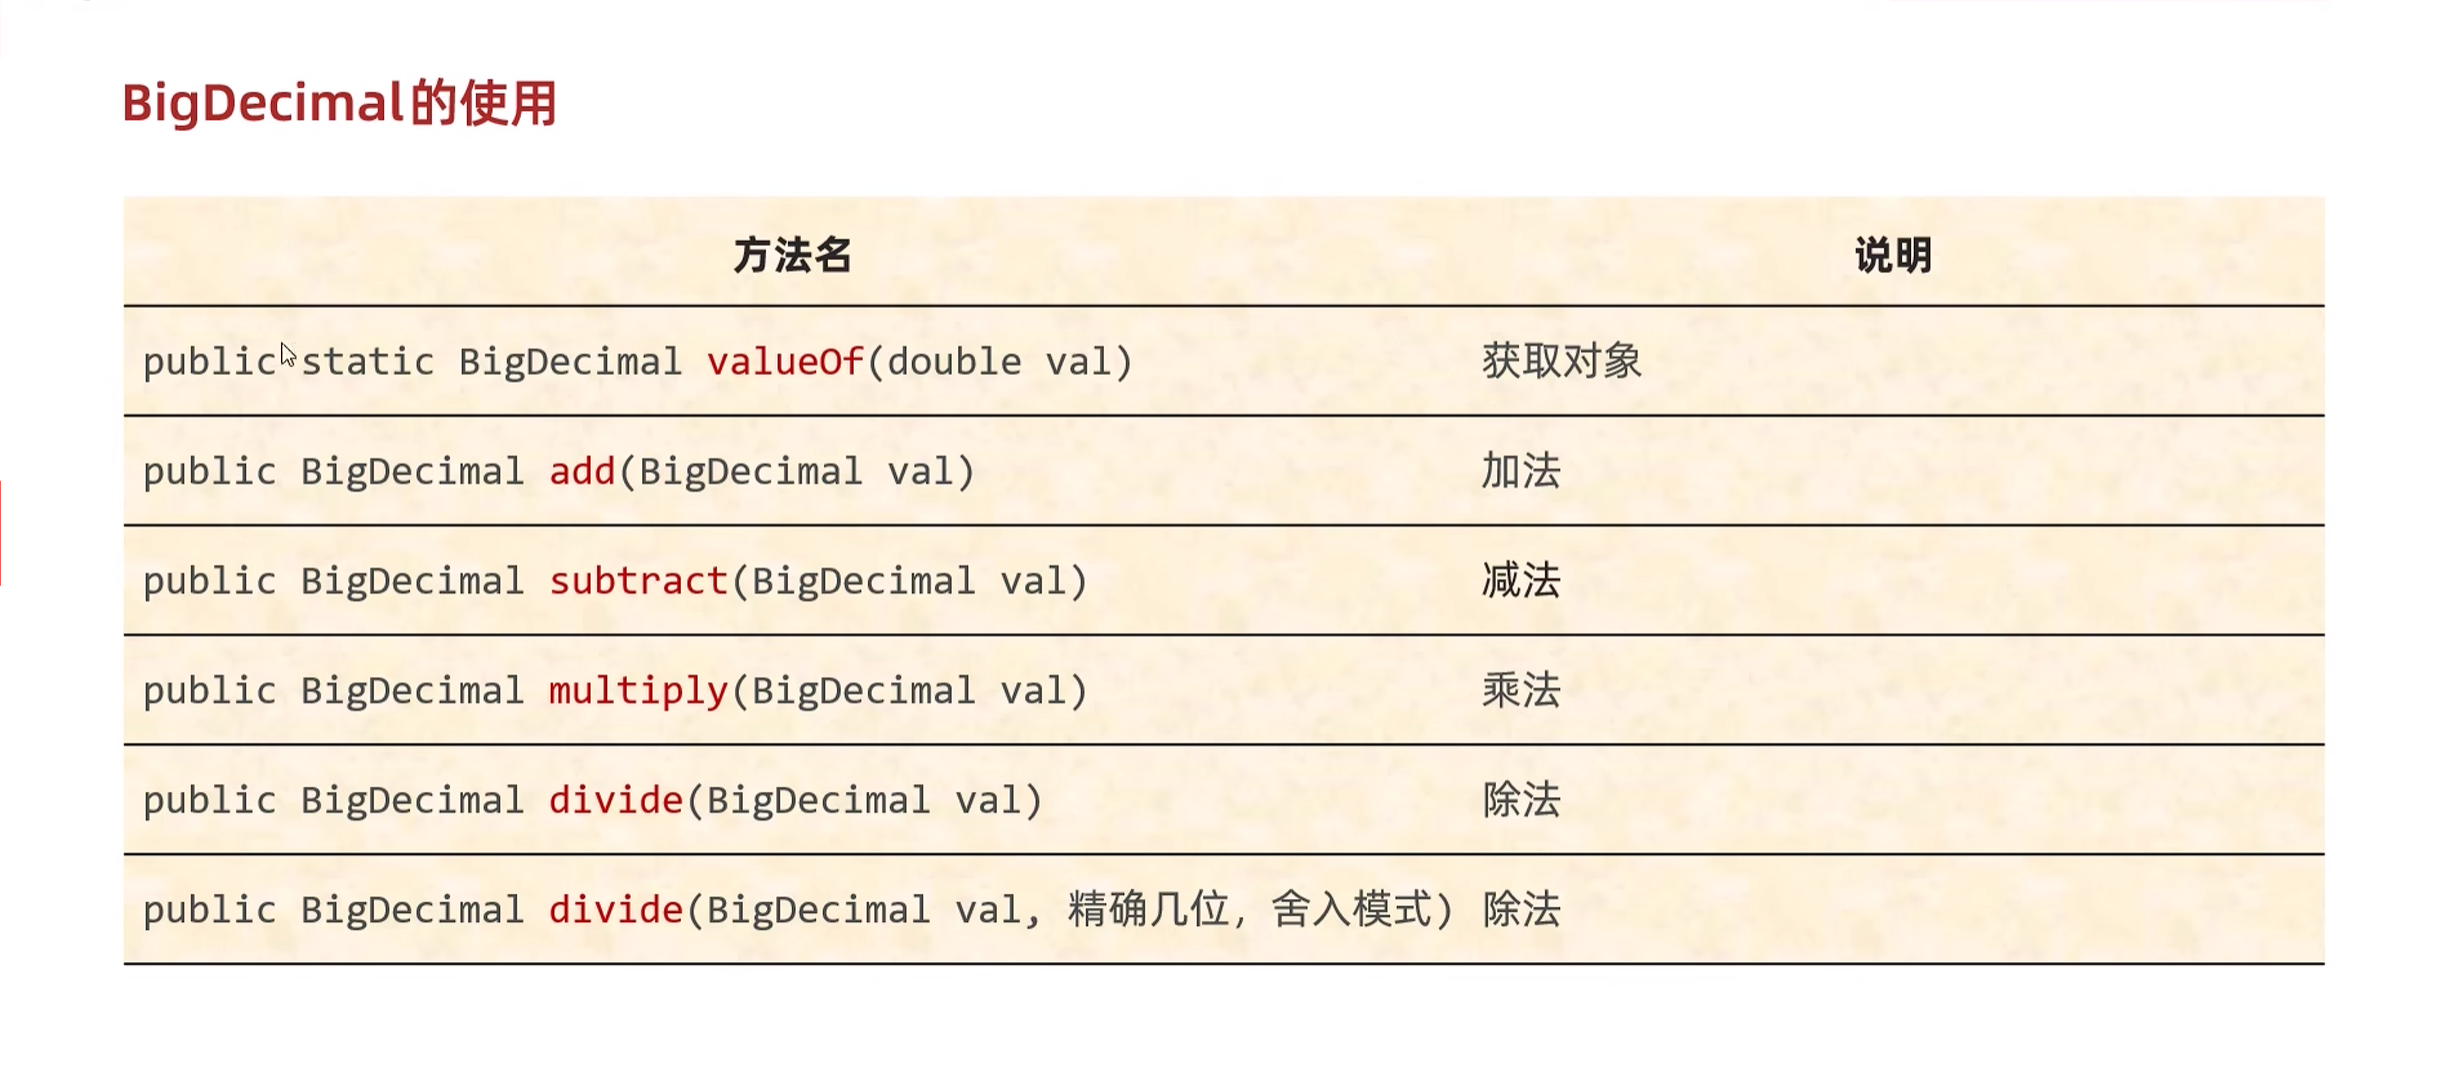 BigDecimal的使用
方法名 说明
public static BigDecimal valueOf(double val) 获取对象
public BigDecimal add(BigDecimal val) 加法
public BigDecimal subtract(BigDecimal val) 减法
public BigDecimal multiply(BigDecimal val) 乘法
public BigDecimal divide(BigDecimal val) 除法
public BigDecimal divide(BigDecimal val, 精确几位, 舍入模式) 除法